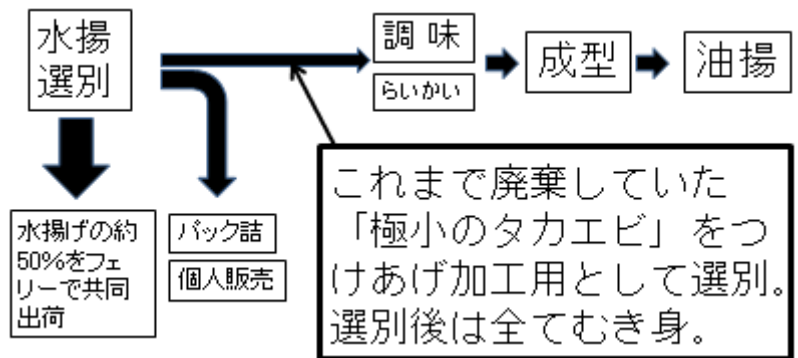 水揚
選別
調 味
らいかい
成型
油揚
水揚げの約
50%をフェ
リーで共同
出荷
パック詰
個人販売
これまで廃棄していた
「極小のタカエビ」をつ
けあげ加工用として選別。
選別後は全てむき身。